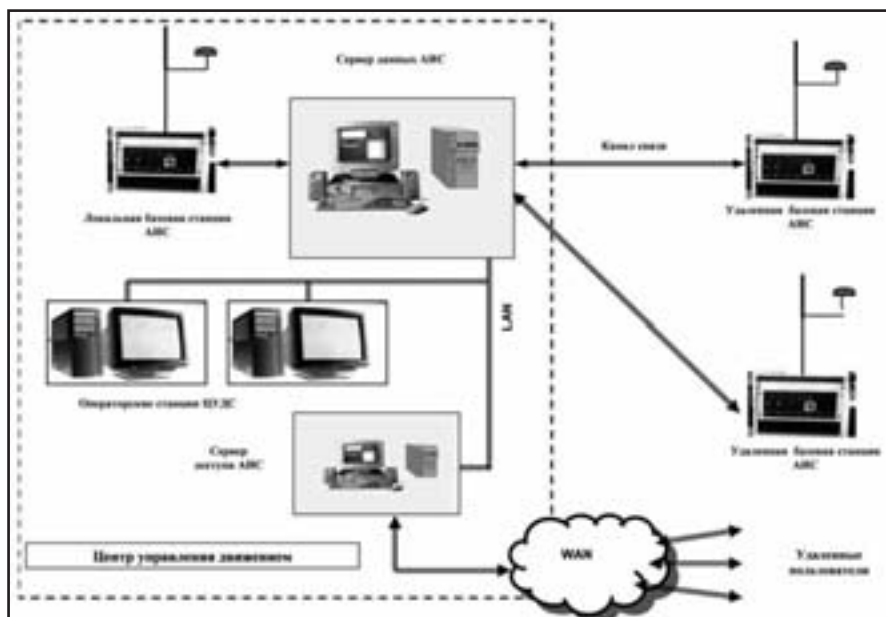 Сервер данных АИС
Канал связи
Локальная базовая станция
АИС
Удаленная базовая станция
АИС
LAN
Операторские станции ЦУДС
Сервер
доступа АИС
Удаленная базовая станция
АИС
Центр управления движением
WAN
Удаленные
пользователи